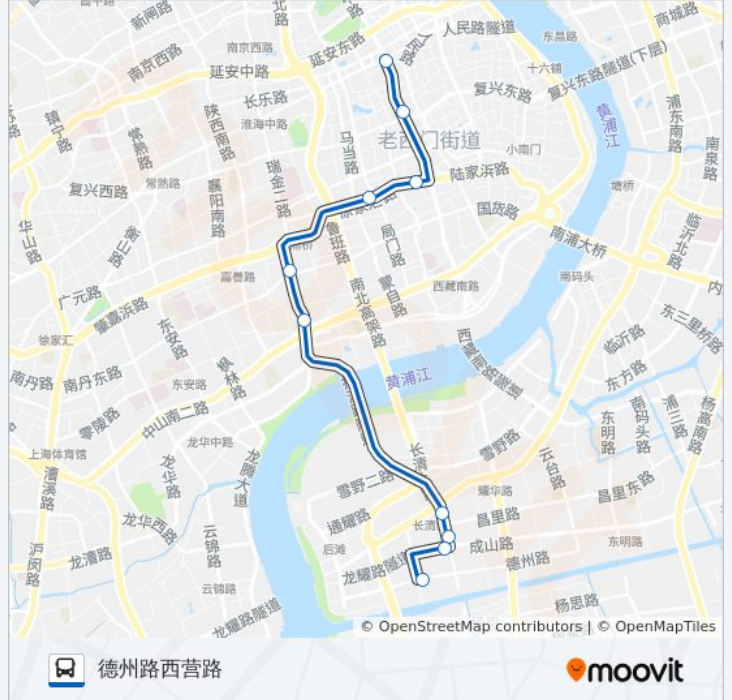 新闸路
北路
延安东路
人民路
人民路隧道
商城路
东昌路
南京西路
南京西路
延安中路
十六铺
复兴东路隧道(下层)
复兴东路
长乐路
镇宁路
常熟路
陕西南路
淮海中路
马当路
老西门街道
黄浦江
浦东南路
南泉路
小南门
瑞金二路
陆家浜路
复兴西路
常熟路
襄阳南路
塘桥
国货路
临沂北路
华山路
衡山路
鲁班路
局门路
南浦大桥
嘉善路
蒙自路
西藏南路
南码头
内
广元路
肇嘉浜路
南北高架路
东三里桥路
徐家汇
东安路
枫林路
西藏南路隧道
临沂路
东方路
南丹路
南丹东路
东安路
黄浦江
零陵路
中山南二路
东明路
南码头路
浦三路
杨高南路
龙华中路
上海体育馆
漕溪路
龙华路
龙腾大道
长清
雪野路
云台路
雪野二路
耀华路
昌里东路
龙华西路
通耀路
长清
昌里路
沪闵路
云锦路
后滩
成山路
东明路
龙漕路
龙耀路隧道
德州路
云锦路
龙耀路隧道
杨思路
© OpenStreetMap contributors | © OpenMapTiles
德州路西营路
moovit